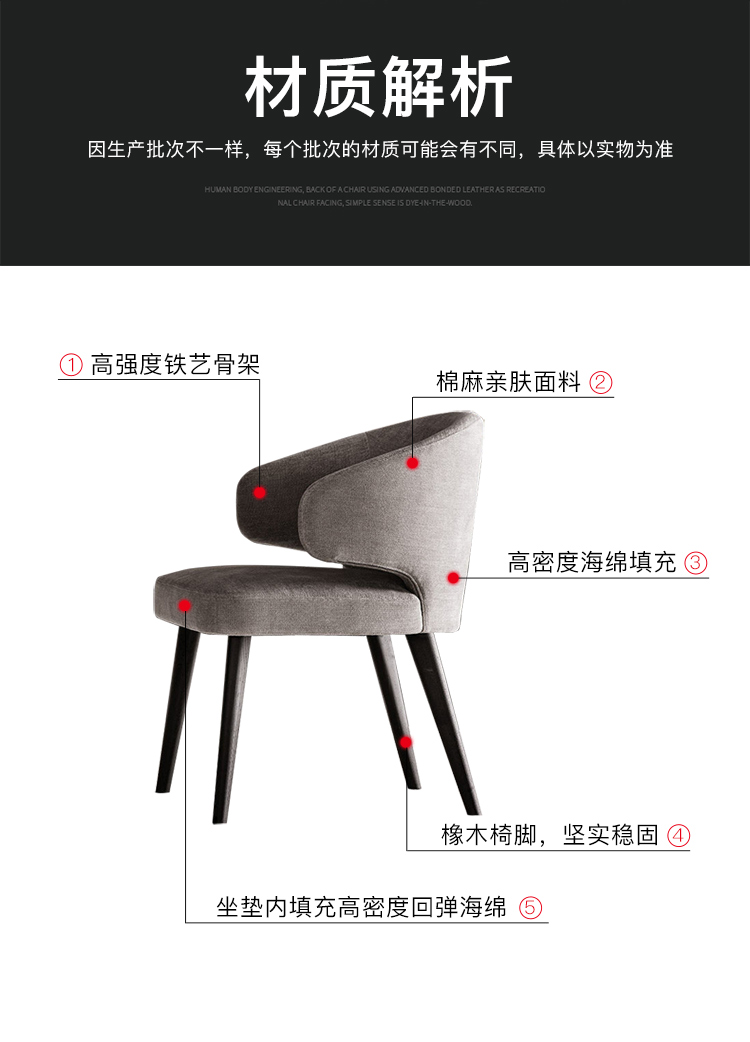 材质解析
因生产批次不一样，每个批次的材质可能会有不同，具体以实物为准
HUMAN BODY ENGINEERING, BACK OF A CHAIR USING ADVANCED BONDED LEATHER AS RECREATIO
NAL CHAIR FACING, SIMPLE SENSE IS DYE-IN-THE-WOOD.
① 高强度铁艺骨架
棉麻亲肤面料 ②
高密度海绵填充 ③
橡木椅脚，坚实稳固 ④
坐垫内填充高密度回弹海绵 ⑤